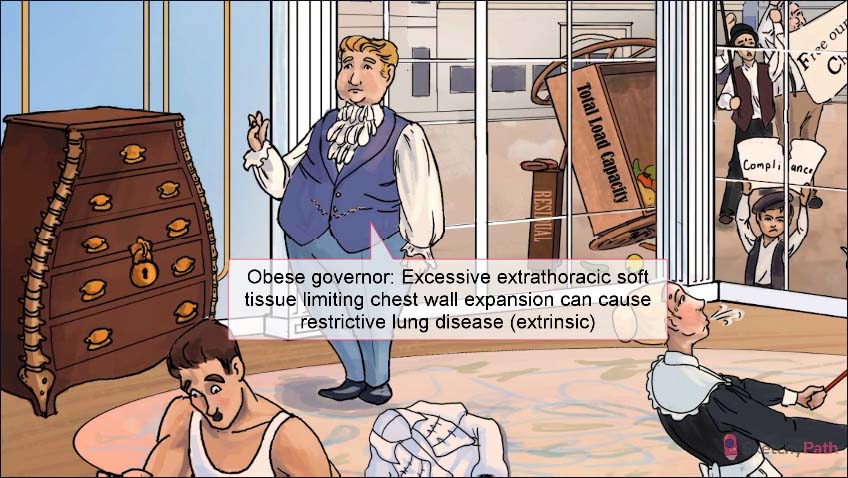 Free our
Ch
Total Load Capacity
Compliance
RESIDUAL
Obese governor: Excessive extrathoracic soft
tissue limiting chest wall expansion can cause
restrictive lung disease (extrinsic)
SketchyPath